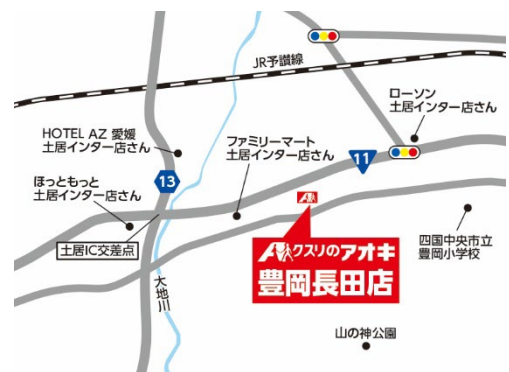 JR予讃線
ローソン
土居インター店さん
HOTEL AZ 愛媛
土居インター店さん
ファミリーマート
土居インター店さん
11
13
ほっともっと
土居インター店さん
土居IC交差点
大地川
クスリのアオキ
豊岡長田店
四国中央市立
豊岡小学校
山の神公園